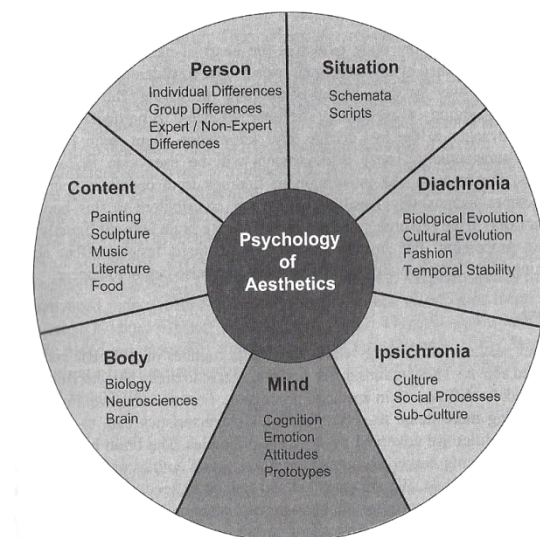 Person
Individual Differences
Group Differences
Expert / Non-Expert
Differences
Situation
Schemata
Scripts
Diachronia
Biological Evolution
Cultural Evolution
Fashion
Temporal Stability
Ipsichronia
Culture
Social Processes
Sub-Culture
Mind
Cognition
Emotion
Attitudes
Prototypes
Body
Biology
Neurosciences
Brain
Content
Painting
Sculpture
Music
Literature
Food
Psychology
of
Aesthetics